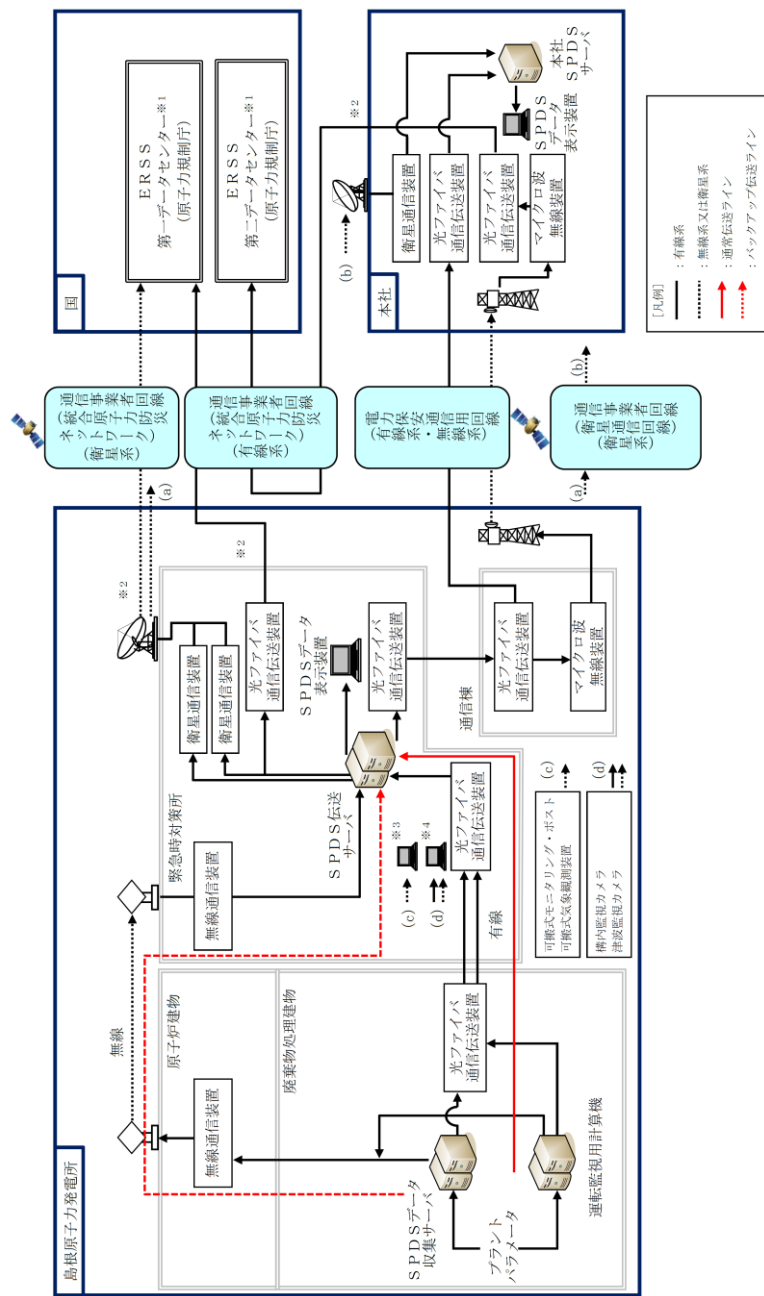 島根原子力発電所
原子炉建物
廃棄物処理建物
無線
無線通信装置
SPDSデータ
収集サーバ
プラント
パラメータ
運転監視用計算機
光ファイバ
通信伝送装置
有線
緊急時対策所
無線通信装置
SPDS伝送
サーバ
(c)
※3
(d)
※4
光ファイバ
通信伝送装置
衛星通信装置
衛星通信装置
光ファイバ
通信伝送装置
SPDSデータ
表示装置
光ファイバ
通信伝送装置
※2
(a)
※2
通信棟
光ファイバ
通信伝送装置
マイクロ波
無線装置
可搬式モニタリング・ポスト
可搬式気象観測装置
(c)
構内監視カメラ
津波監視カメラ
(d)
通信事業者回線
(統合原子力防災
ネットワーク)
(衛星系)
通信事業者回線
(統合原子力防災
ネットワーク)
(有線系)
電力保安通信用回線
(有線系・無線系)
通信事業者回線
(衛星通信回線)
(衛星系)
(a)
(b)
国
ERSS
第一データセンター※1
(原子力規制庁)
ERSS
第二データセンター※1
(原子力規制庁)
本社
(b)
※2
衛星通信装置
光ファイバ
通信伝送装置
光ファイバ
通信伝送装置
マイクロ波
無線装置
本社
SPDS
サーバ
SPDS
データ
表示装置
[凡例]
:有線系
:無線系又は衛星系
:通常伝送ライン
:バックアップ伝送ライン